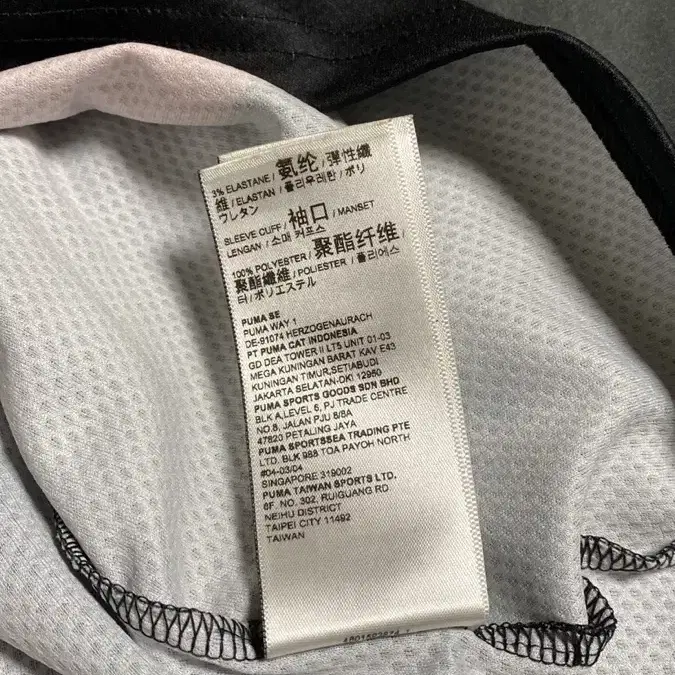 3% ELASTANE / 氨纶 / 弹性纖
維 / ELASTAN / 폴리우레탄 / ポリ
ウレタン
SLEEVE CUFF / 袖口 / MANSET
LENGAN / 소매 커프스
100% POLYESTER / 聚酯纤维 /
聚酯纖維 / POLIESTER / 폴리에스
터 / ポリエステル
PUMA SE
PUMA WAY 1
DE-91074 HERZOGENAURACH
PT PUMA CAT INDONESIA
GD DEA TOWER II LT5 UNIT 01-03
MEGA KUNINGAN BARAT KAV E43
KUNINGAN TIMUR,SETIABUDI
JAKARTA SELATAN-DKI 12950
PUMA SPORTS GOODS SDN BHD
BLK A,LEVEL 6, PJ TRADE CENTRE
NO.8, JALAN PJU 8/8A
47820 PETALING JAYA
PUMA SPORTSSEA TRADING PTE
LTD. BLK 988 TOA PAYOH NORTH
#04-03/04
SINGAPORE 319002
PUMA TAIWAN SPORTS LTD.
6F. NO. 302, RUIGUANG RD
NEIHU DISTRICT
TAIPEI CITY 11492
TAIWAN